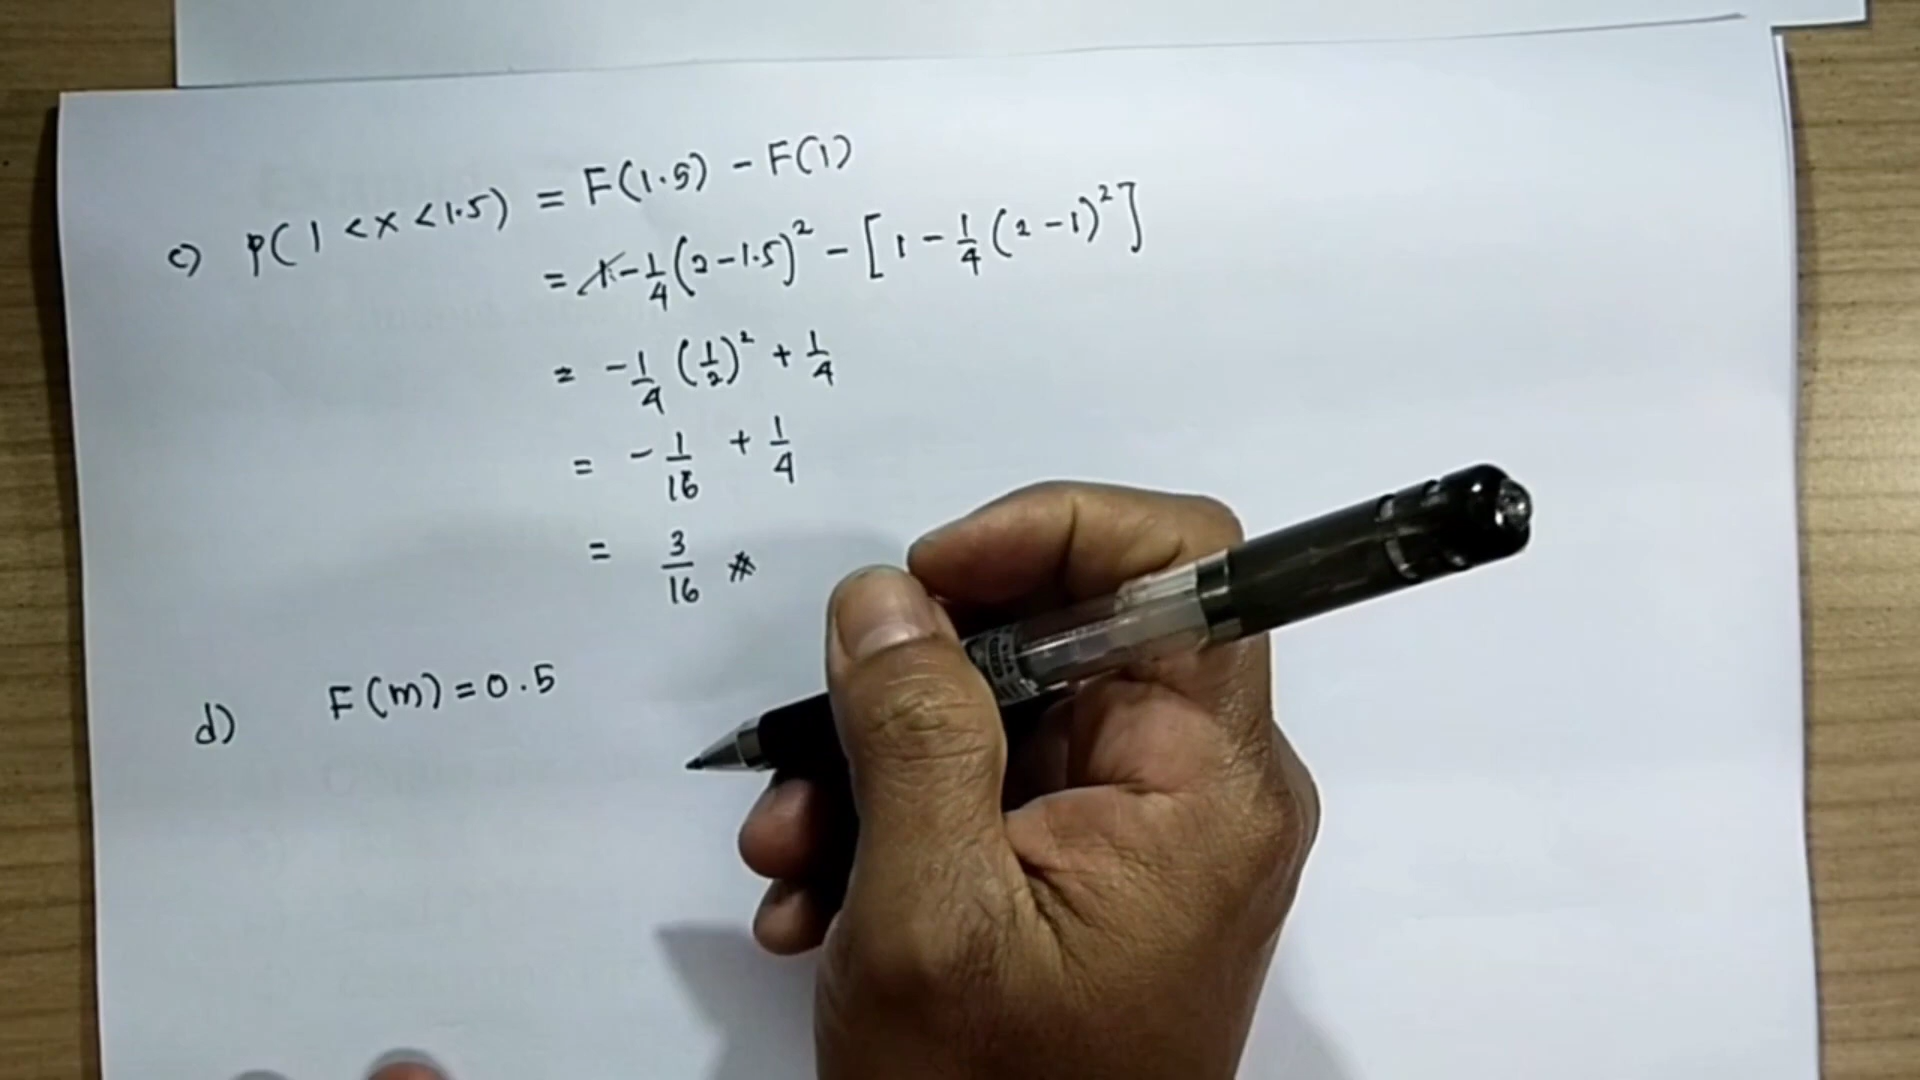 c) P(1 < x < 1.5) = F(1.5) - F(1)
= 1 - 1/4 (2 - 1.5)² - [1 - 1/4 (2 - 1)²]
= - 1/4 (1/2)² + 1/4
= - 1/16 + 1/4
= 3/16 *
d) F(m) = 0.5